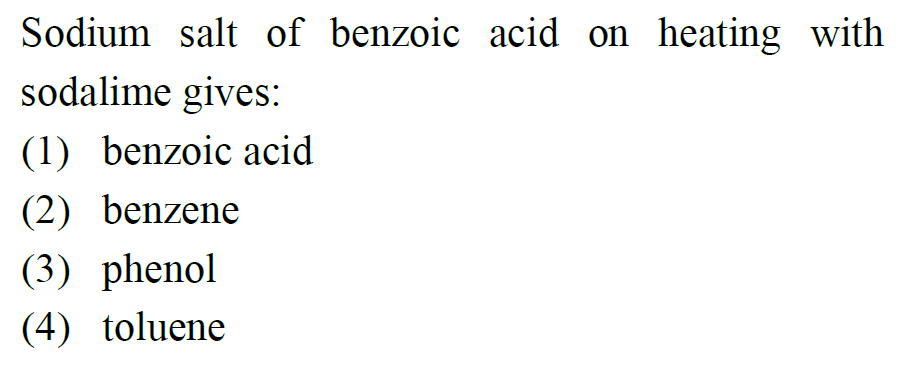 Sodium salt of benzoic acid on heating with
sodalime gives:
(1) benzoic acid
(2) benzene
(3) phenol
(4) toluene